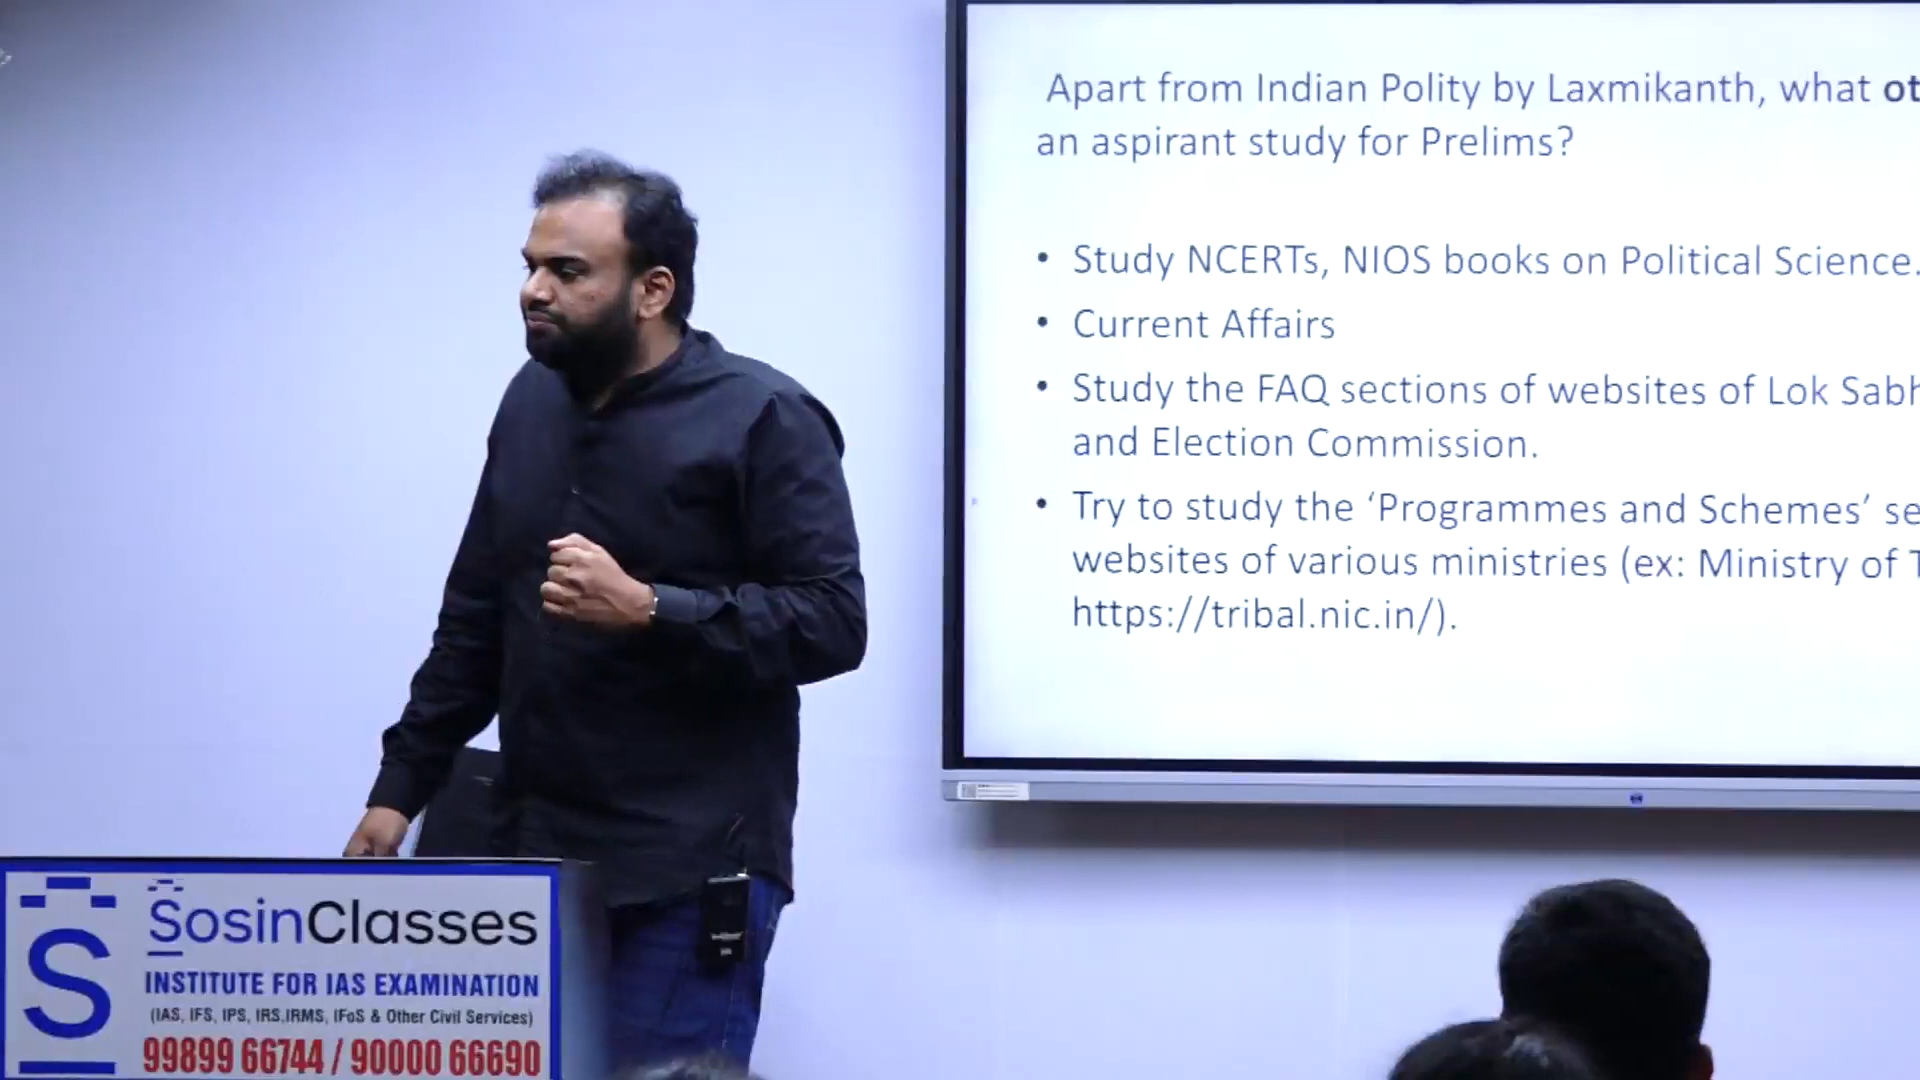 Apart from Indian Polity by Laxmikanth, what ot
an aspirant study for Prelims?
• Study NCERTs, NIOS books on Political Science.
• Current Affairs
• Study the FAQ sections of websites of Lok Sabh
and Election Commission.
• Try to study the ‘Programmes and Schemes’ se
websites of various ministries (ex: Ministry of T
https://tribal.nic.in/).
S
SosinClasses
INSTITUTE FOR IAS EXAMINATION
(IAS, IFS, IPS, IRS,IRMS, IFoS & Other Civil Services)
99899 66744 / 90000 66690